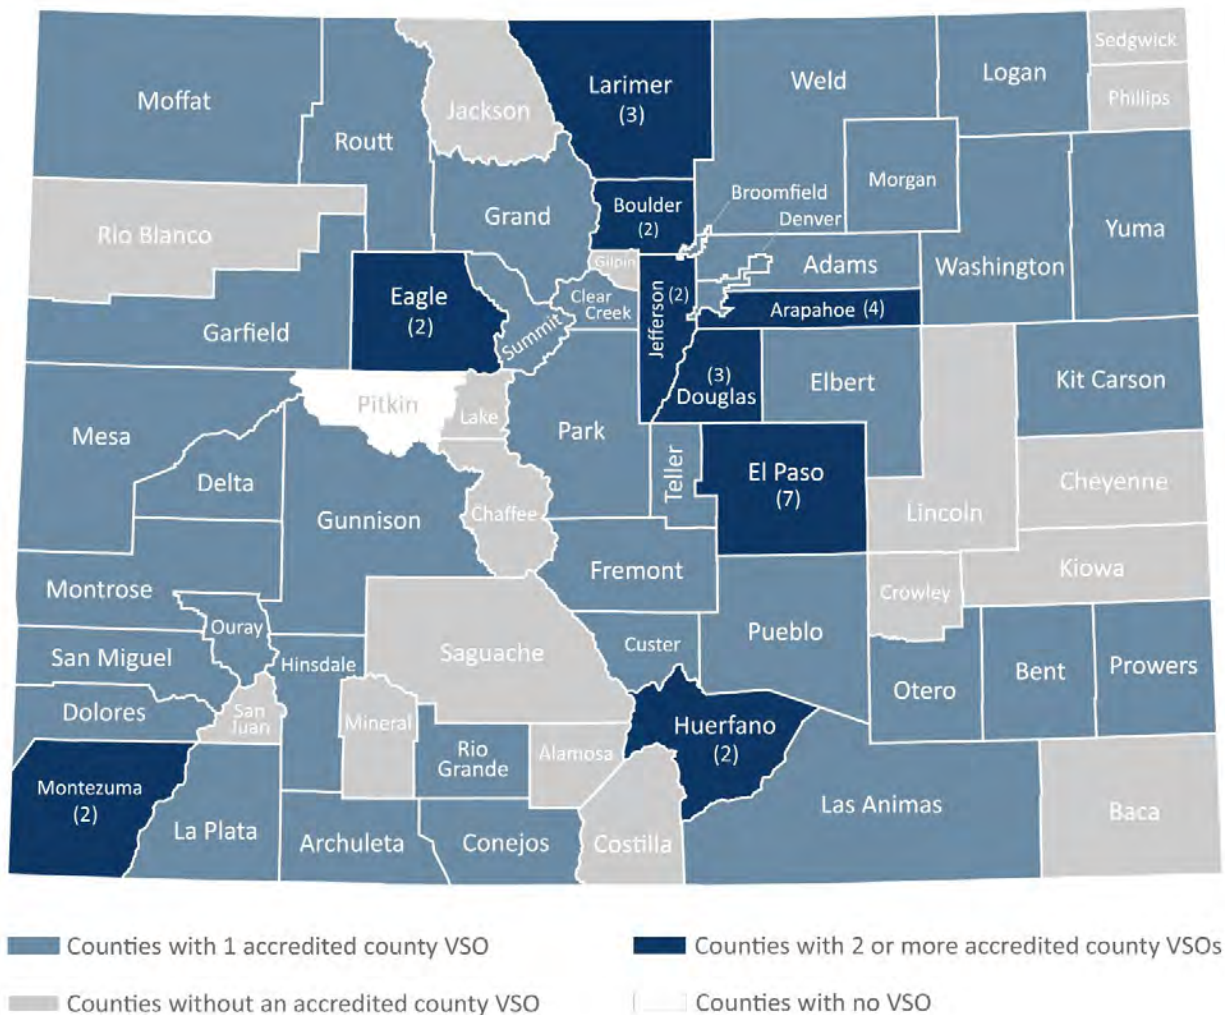 Sedgwick
Logan
Weld
Larimer
(3)
Moffat
Phillips
Jackson
Routt
Morgan
Broomfield
Boulder
(2)
Grand
Denver
Yuma
Rio Blanco
Gilpin
Adams
Washington
Eagle
(2)
Clear
Creek
Jefferson
(2)
Arapahoe (4)
Garfield
Summit
(3)
Douglas
Elbert
Kit Carson
Pitkin
Lake
Mesa
Park
Teller
El Paso
(7)
Delta
Cheyenne
Gunnison
Chaffee
Lincoln
Fremont
Kiowa
Montrose
Crowley
Ouray
Pueblo
San Miguel
Hinsdale
Saguache
Custer
Otero
Bent
Prowers
Dolores
San
Juan
Mineral
Huerfano
(2)
Rio
Grande
Alamosa
Montezuma
(2)
Las Animas
Baca
La Plata
Archuleta
Conejos
Costilla
Counties with 1 accredited county VSO
Counties with 2 or more accredited county VSOs
Counties without an accredited county VSO
Counties with no VSO